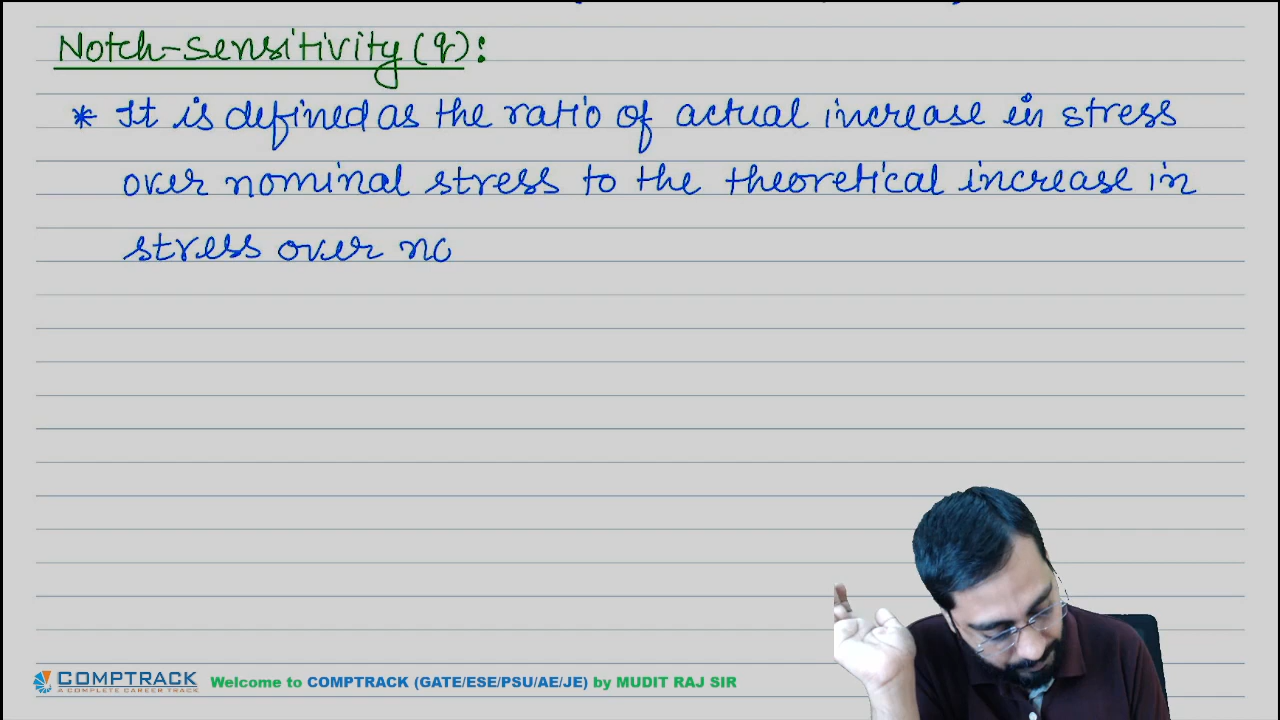 Notch-Sensitivity (q):
* It is defined as the ratio of actual increase in stress
over nominal stress to the theoretical increase in
stress over no
COMPTRACK
A COMPLETE CAREER TRACK
Welcome to COMPTRACK (GATE/ESE/PSU/AE/JE) by MUDIT RAJ SIR